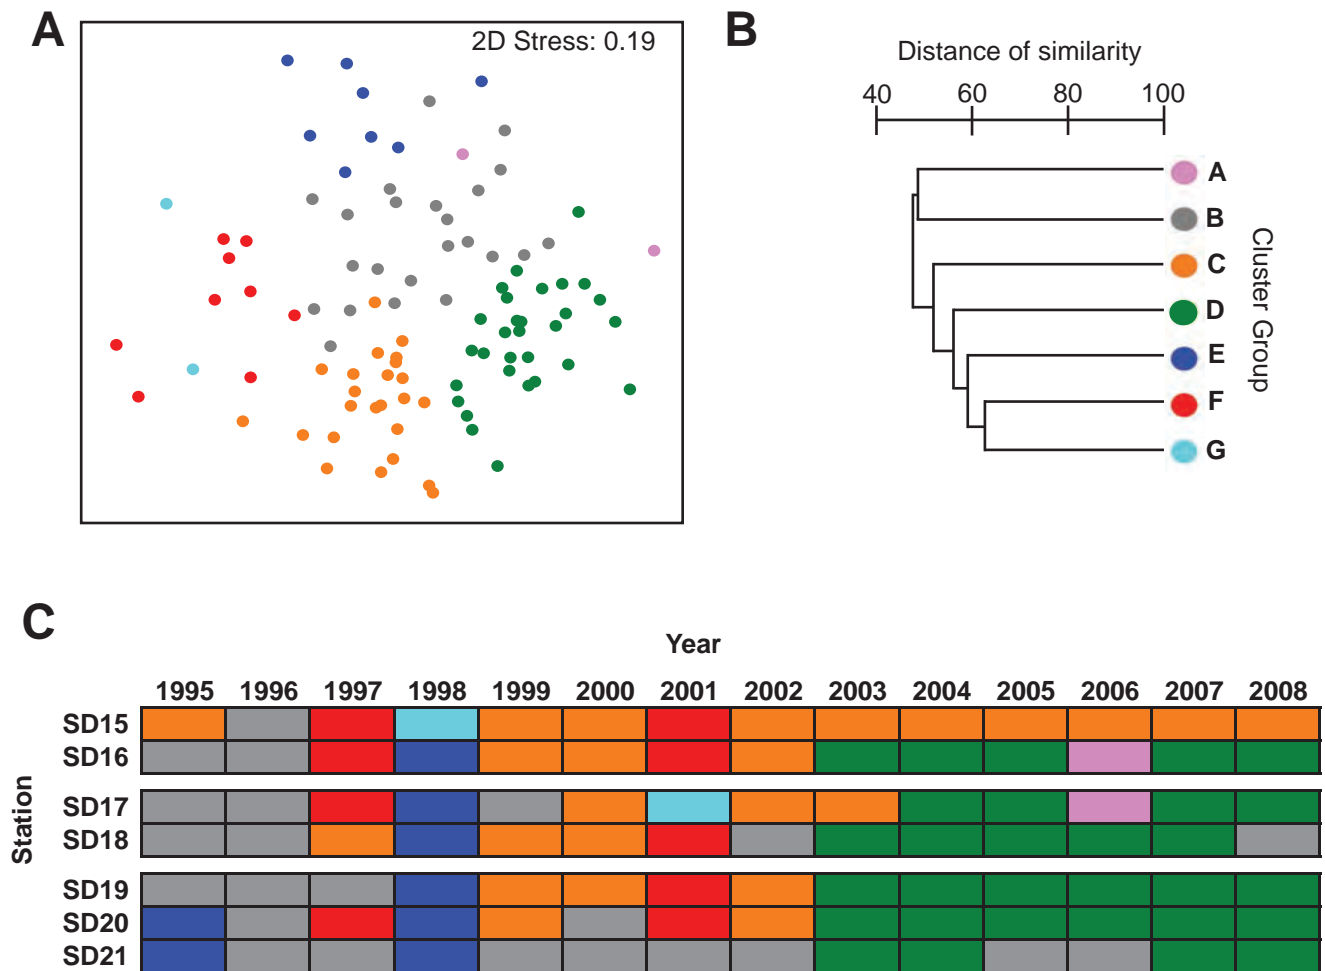 A
2D Stress: 0.19
B
Distance of similarity
40 60 80 100
A
B
C
D
E
F
G
Cluster Group
C
Year
1995 1996 1997 1998 1999 2000 2001 2002 2003 2004 2005 2006 2007 2008
Station
SD15
SD16
SD17
SD18
SD19
SD20
SD21